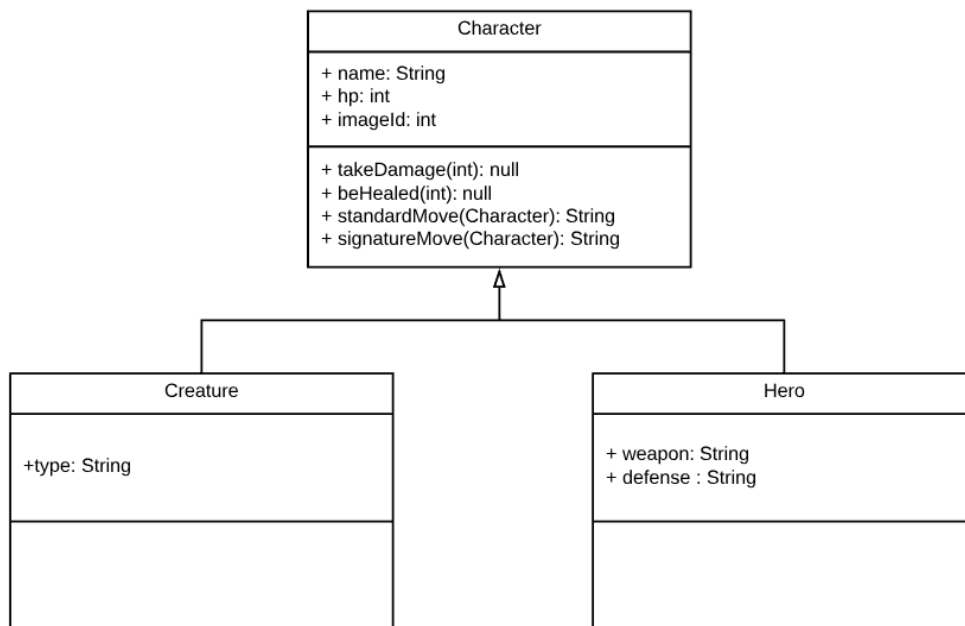 Character
+ name: String
+ hp: int
+ imageId: int
+ takeDamage(int): null
+ beHealed(int): null
+ standardMove(Character): String
+ signatureMove(Character): String
Creature
+type: String
Hero
+ weapon: String
+ defense : String